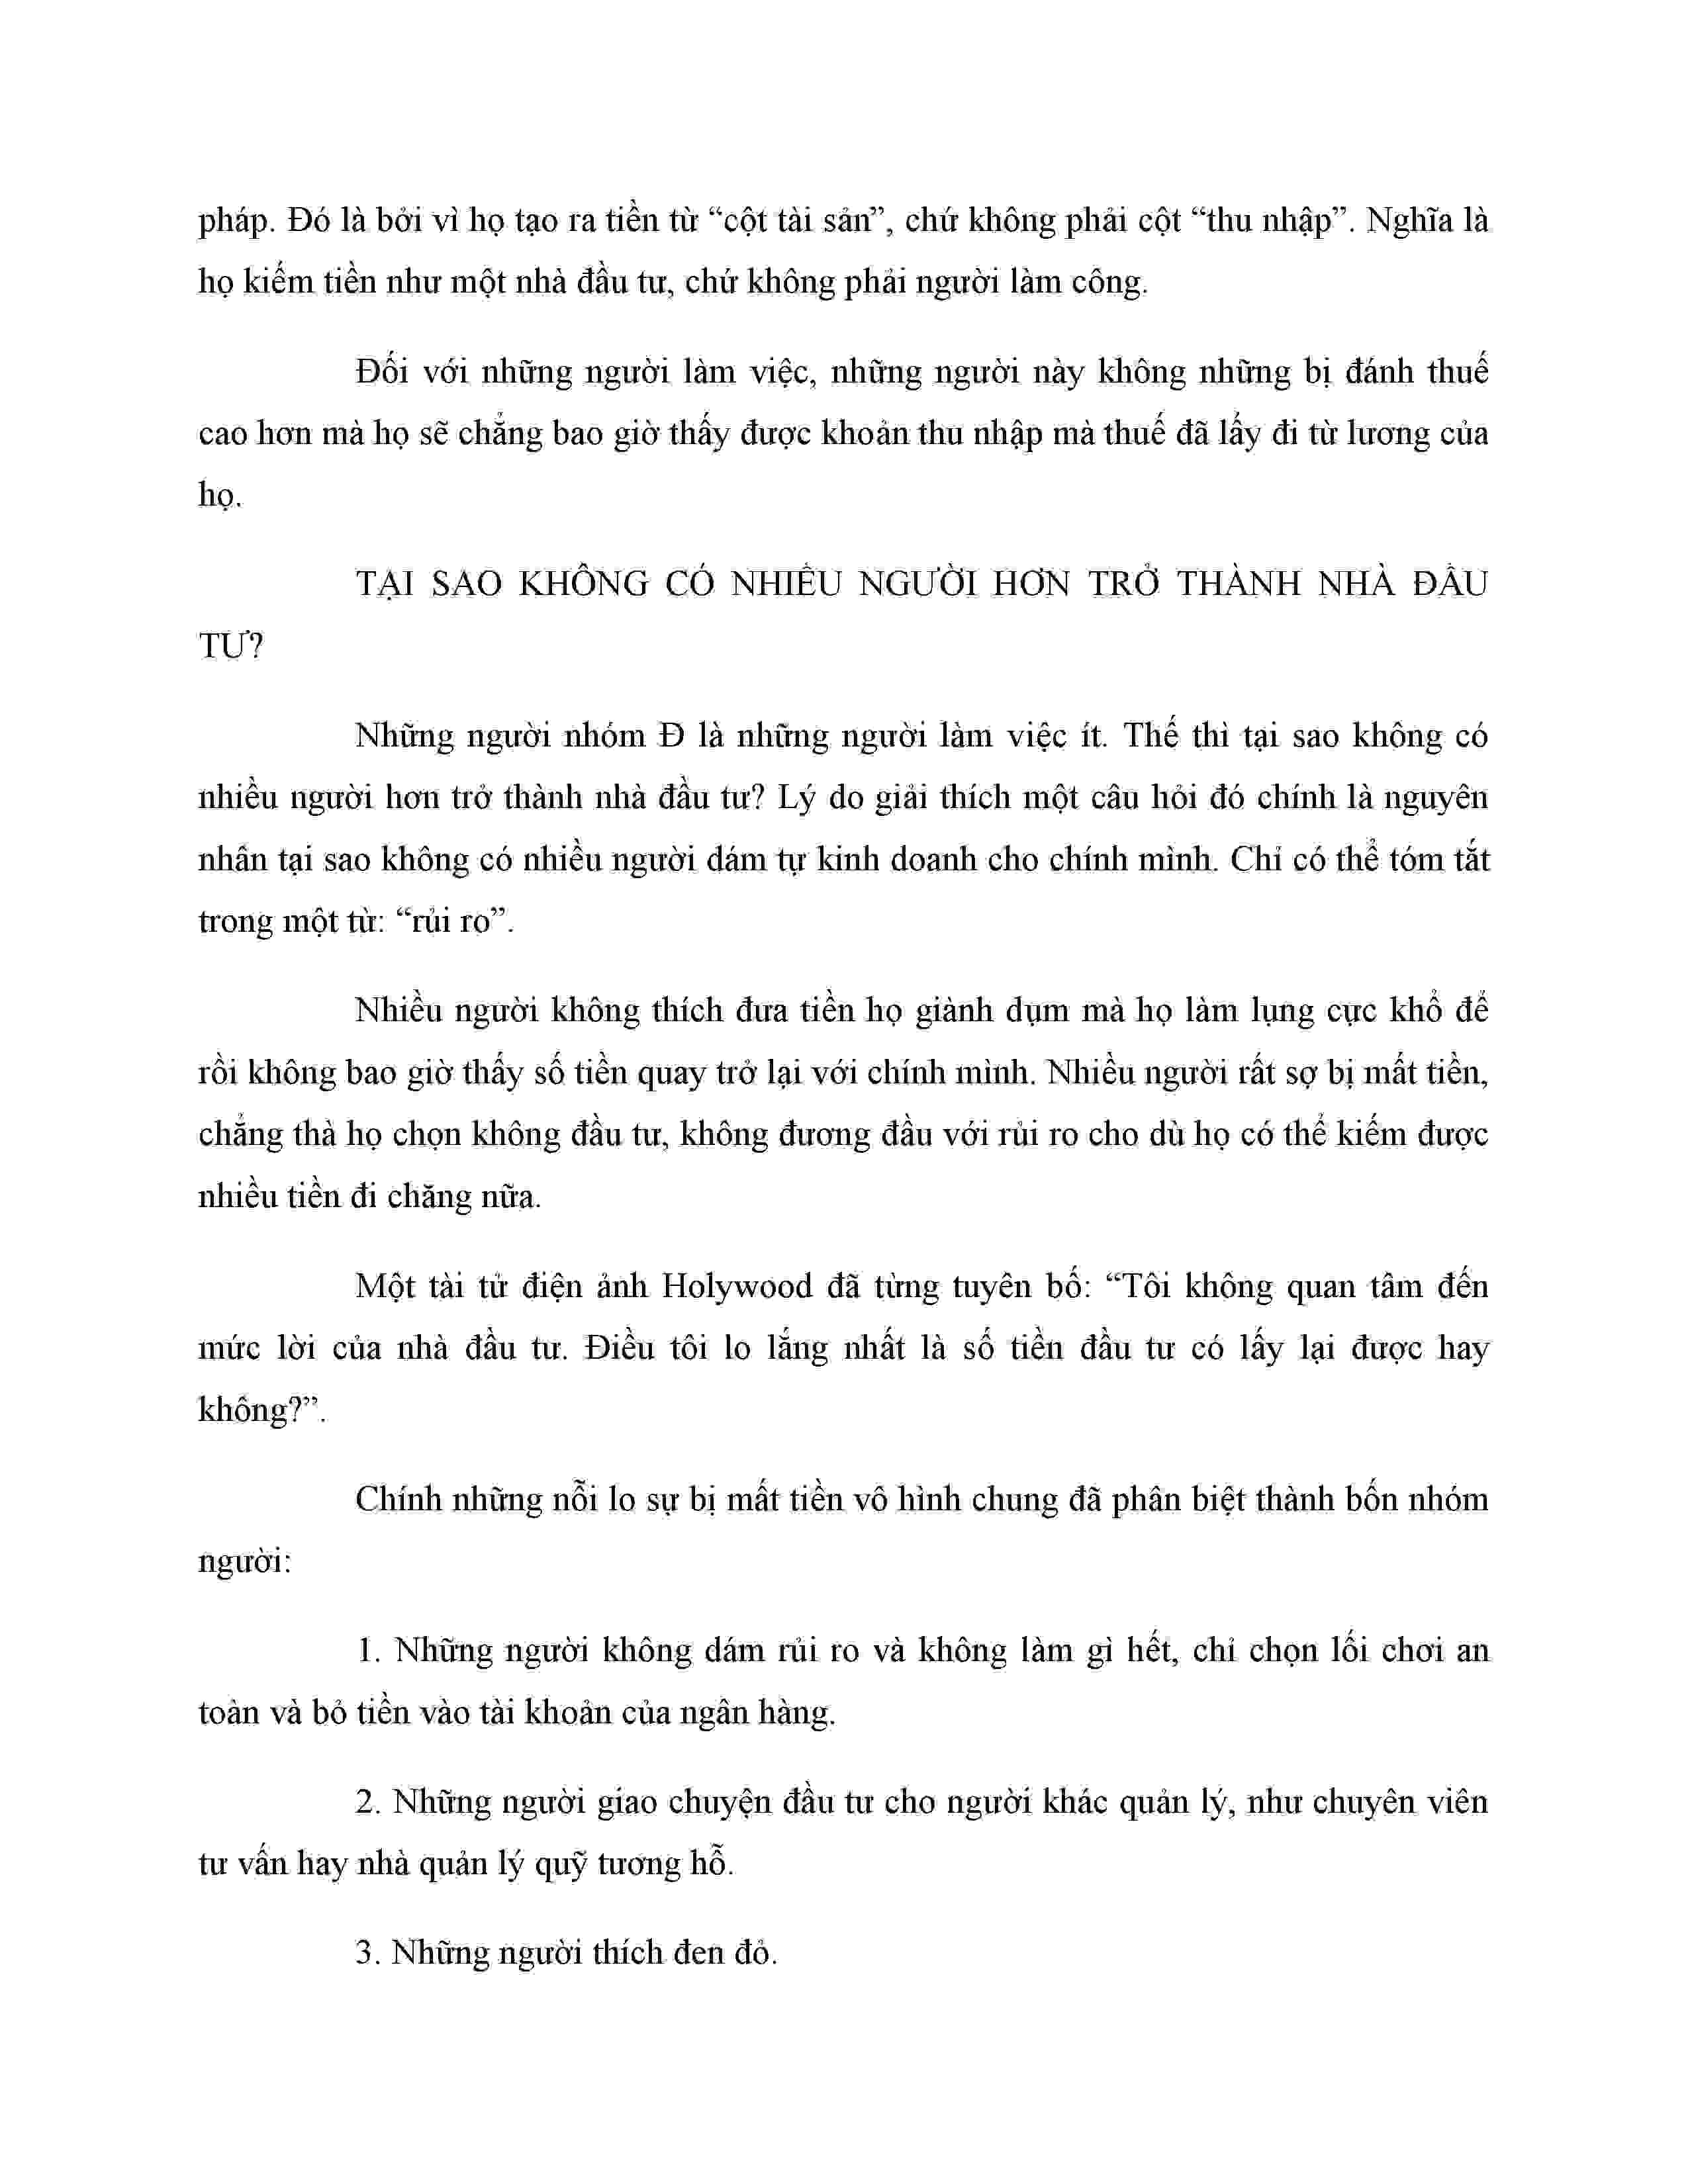 pháp. Đó là bởi vì họ tạo ra tiền từ “cột tài sản”, chứ không phải cột “thu nhập”. Nghĩa là
họ kiếm tiền như một nhà đầu tư, chứ không phải người làm công.
Đối với những người làm việc, những người này không những bị đánh thuế
cao hơn mà họ sẽ chẳng bao giờ thấy được khoản thu nhập mà thuế đã lấy đi từ lương của
họ.
TẠI SAO KHÔNG CÓ NHIỀU NGƯỜI HƠN TRỞ THÀNH NHÀ ĐẦU
TƯ?
Những người nhóm Đ là những người làm việc ít. Thế thì tại sao không có
nhiều người hơn trở thành nhà đầu tư? Lý do giải thích một câu hỏi đó chính là nguyên
nhân tại sao không có nhiều người dám tự kinh doanh cho chính mình. Chỉ có thể tóm tắt
trong một từ: “rủi ro”.
Nhiều người không thích đưa tiền họ giành dụm mà họ làm lụng cực khổ để
rồi không bao giờ thấy số tiền quay trở lại với chính mình. Nhiều người rất sợ bị mất tiền,
chẳng thà họ chọn không đầu tư, không đương đầu với rủi ro cho dù họ có thể kiếm được
nhiều tiền đi chăng nữa.
Một tài tử điện ảnh Holywood đã từng tuyên bố: “Tôi không quan tâm đến
mức lời của nhà đầu tư. Điều tôi lo lắng nhất là số tiền đầu tư có lấy lại được hay
không?”.
Chính những nỗi lo sự bị mất tiền vô hình chung đã phân biệt thành bốn nhóm
người:
1. Những người không dám rủi ro và không làm gì hết, chỉ chọn lối chơi an
toàn và bỏ tiền vào tài khoản của ngân hàng.
2. Những người giao chuyện đầu tư cho người khác quản lý, như chuyên viên
tư vấn hay nhà quản lý quỹ tương hỗ.
3. Những người thích đen đỏ.